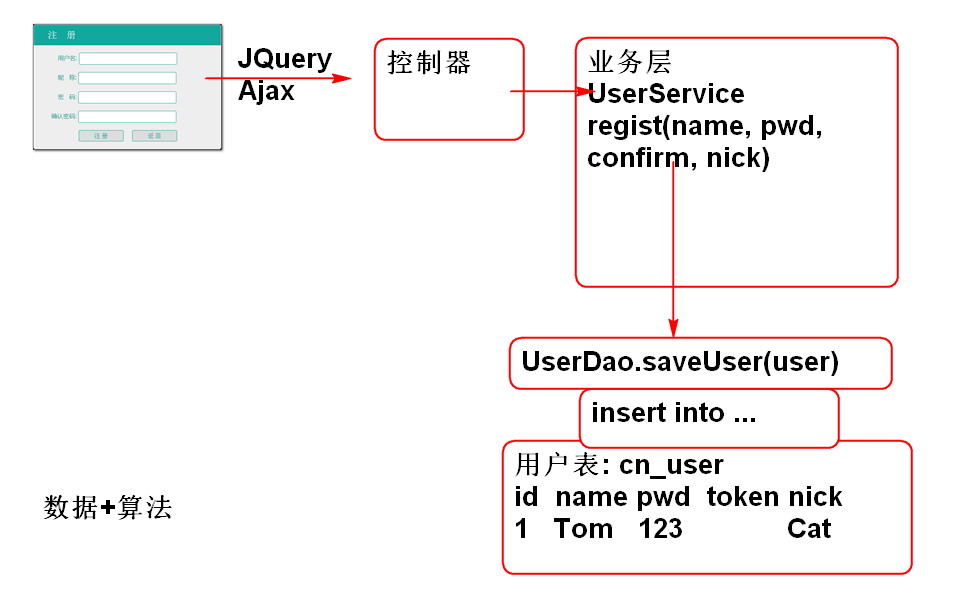 注 册
用户名:
昵 称:
密 码:
确认密码:
注 册
返 回
JQuery
Ajax
控制器
业务层
UserService
regist(name, pwd,
confirm, nick)
UserDao.saveUser(user)
insert into ...
用户表: cn_user
id name pwd token nick
1 Tom 123 Cat
数据+算法